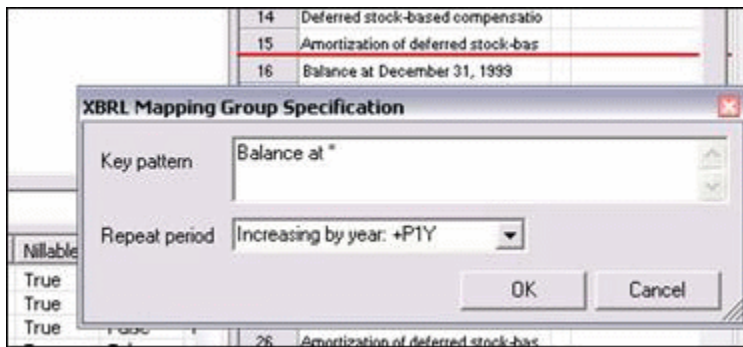 14 Deferred stock-based compensatio
15 Amortization of deferred stock-bas
16 Balance at December 31, 1999
XBRL Mapping Group Specification
Key pattern Balance at *
Repeat period Increasing by year: +P1Y
Nillable
OK Cancel
True
True
True False
26 Amortization of deferred stock-bas